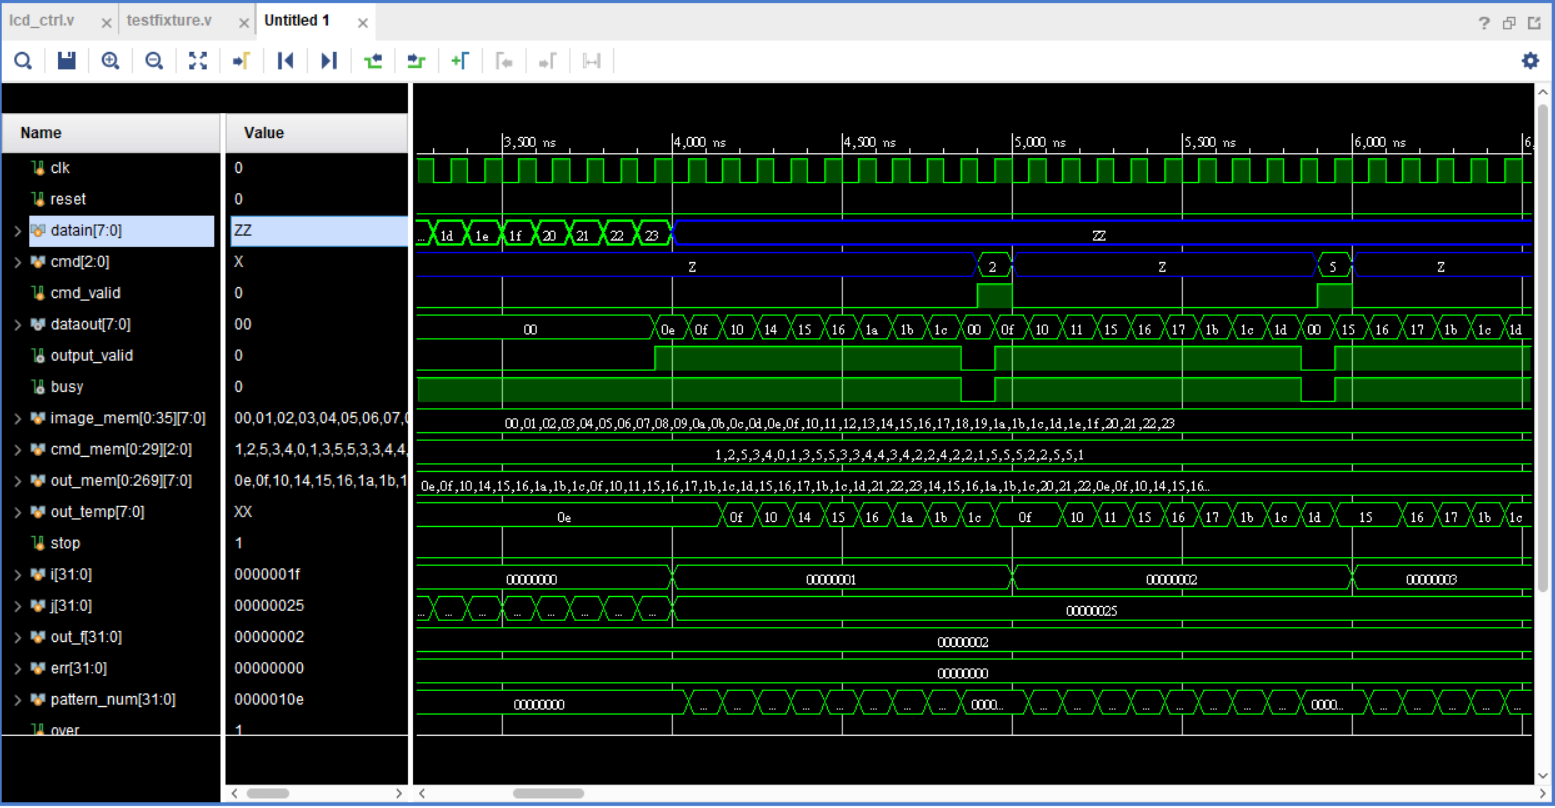 lcd_ctrl.v × testfixture.v × Untitled 1 ×
Name Value
3,500 ns 4,000 ns 4,500 ns 5,000 ns 5,500 ns 6,000 ns 6,
clk 0
reset 0
datain[7:0] ZZ ... 1d 1e 1f 20 21 22 23 ZZ
cmd[2:0] X Z 2 Z 5 Z
cmd_valid 0
dataout[7:0] 00 00 0e 0f 10 14 15 16 1a 1b 1c 00 0f 10 11 15 16 17 1b 1c 1d 00 15 16 17 1b 1c 1d
output_valid 0
busy 0
image_mem[0:35][7:0] 00,01,02,03,04,05,06,07,0 00,01,02,03,04,05,06,07,08,09,0a,0b,0c,0d,0e,0f,10,11,12,13,14,15,16,17,18,19,1a,1b,1c,1d,1e,1f,20,21,22,23
cmd_mem[0:29][2:0] 1,2,5,3,4,0,1,3,5,5,3,3,4,4, 1,2,5,3,4,0,1,3,5,5,3,3,4,4,3,4,2,2,4,2,2,1,5,5,5,2,2,5,5,1
out_mem[0:269][7:0] 0e,0f,10,14,15,16,1a,1b,1 0e,0f,10,14,15,16,1a,1b,1c,0f,10,11,15,16,17,1b,1c,1d,15,16,17,1b,1c,1d,21,22,23,14,15,16,1a,1b,1c,20,21,22,0e,0f,10,14,15,16...
out_temp[7:0] XX 0e 0f 10 14 15 16 1a 1b 1c 0f 10 11 15 16 17 1b 1c 1d 15 16 17 1b 1c
stop 1
i[31:0] 0000001f 00000000 00000001 00000002 00000003
j[31:0] 00000025 ... ... ... ... ... ... ... 00000025
out_f[31:0] 00000002 00000002
err[31:0] 00000000 00000000
pattern_num[31:0] 0000010e 00000000 ... ... ... ... ... ... ... ... 0000... ... ... ... ... ... ... ... ... 0000... ... ... ... ... ...
over 1